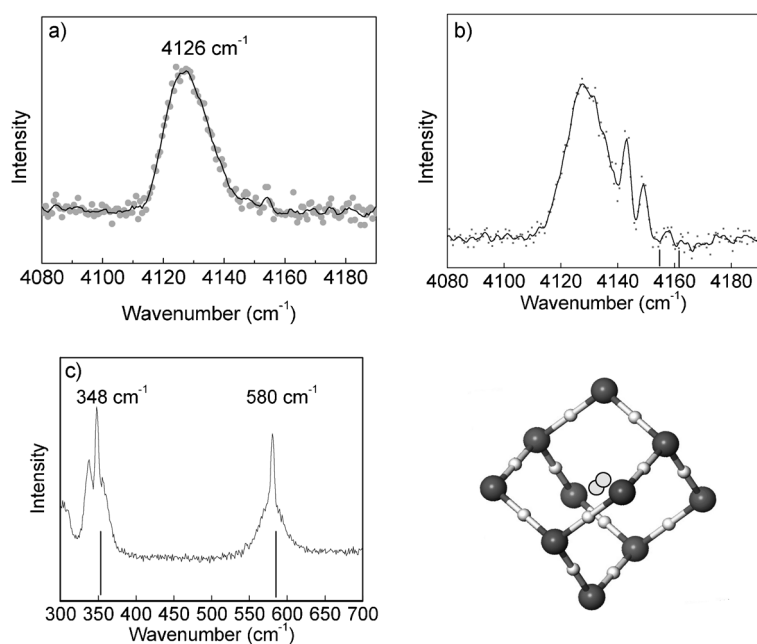 a)
4126 cm⁻¹
Intensity
4080 4100 4120 4140 4160 4180
Wavenumber (cm⁻¹)
b)
Intensity
4080 4100 4120 4140 4160 4180
Wavenumber (cm⁻¹)
c)
348 cm⁻¹ 580 cm⁻¹
Intensity
300 350 400 450 500 550 600 650 700
Wavenumber (cm⁻¹)